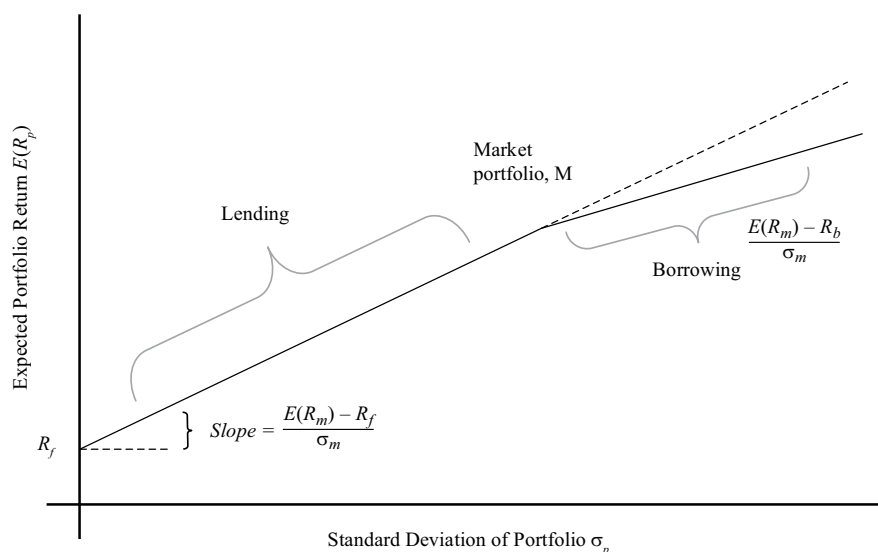 Expected Portfolio Return E(R_p)
Market
portfolio, M
Lending
E(R_m) – R_b
σ_m
Borrowing
Slope = E(R_m) – R_f
σ_m
R_f
Standard Deviation of Portfolio σ_p